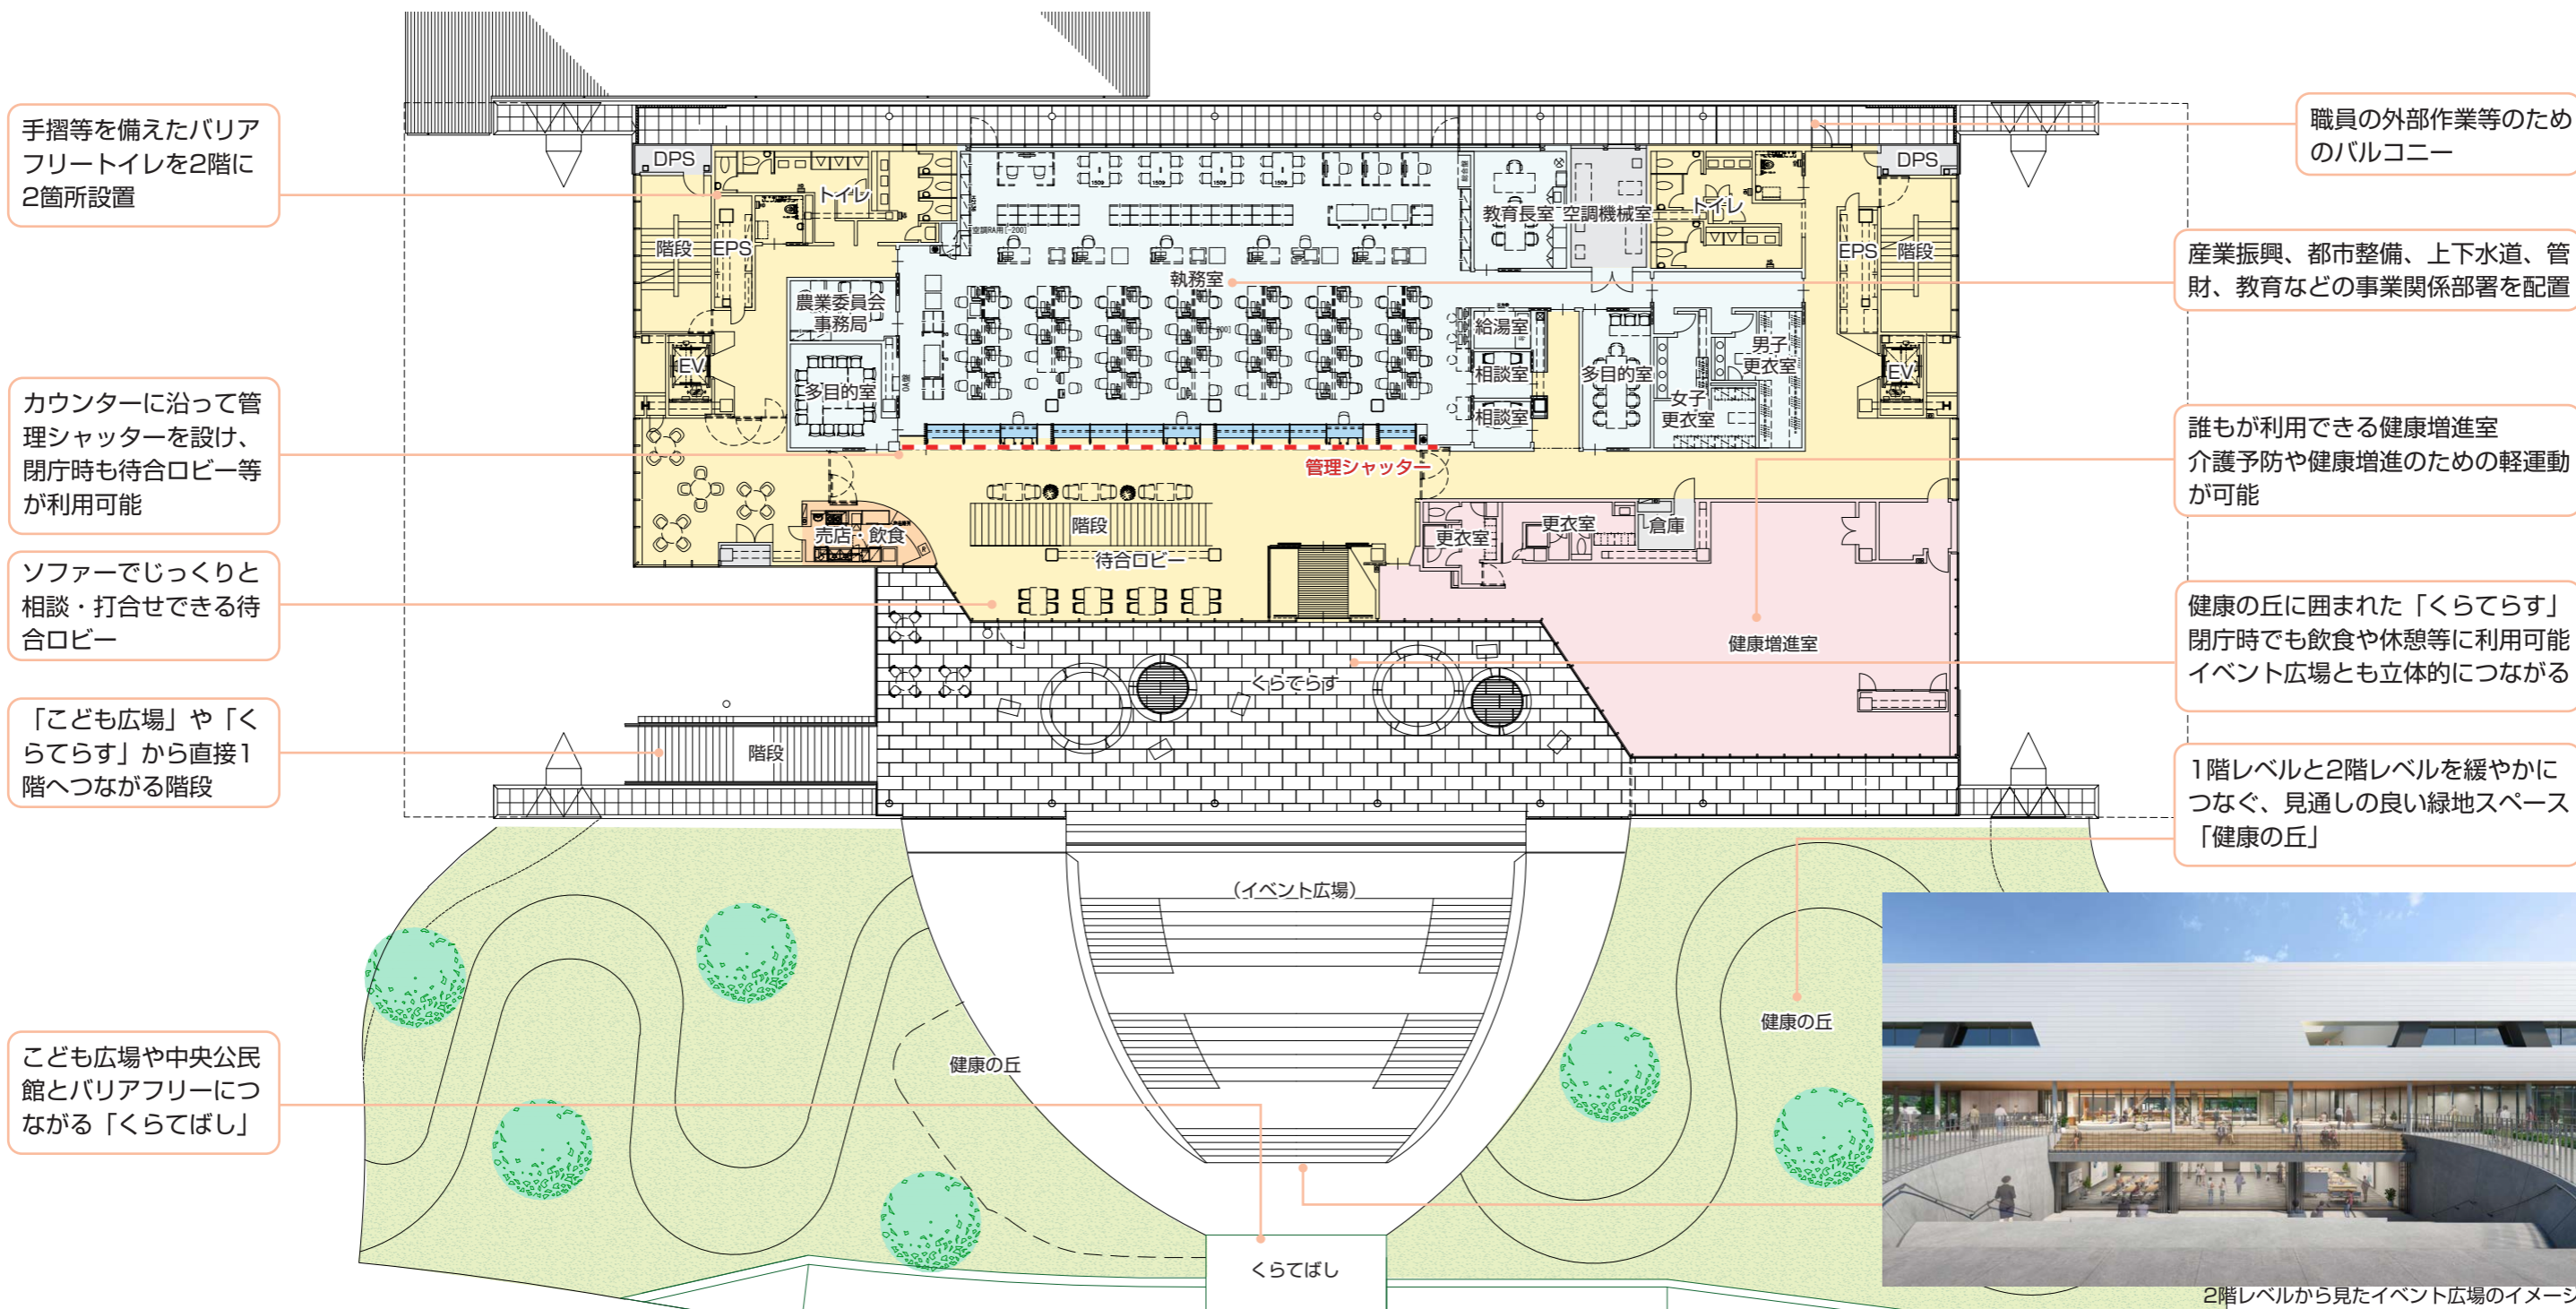 手摺等を備えたバリア
フリートイレを2階に
2箇所設置
カウンターに沿って管
理シャッターを設け、
閉庁時も待合ロビー等
が利用可能
ソファーでじっくりと
相談・打合せできる待
合ロビー
「こども広場」や「く
らてらす」から直接1
階へつながる階段
こども広場や中央公民
館とバリアフリーにつ
ながる「くらてばし」
DPS
トイレ
階段
EPS
農業委員会
事務局
EV
多目的室
空調RA用[-200]
1509
1509
1509
1509
執務室
教育長室
空調機械室
トイレ
DPS
EPS
階段
給湯室
相談室
相談室
多目的室
男子
更衣室
女子
更衣室
EV
管理シャッター
売店・飲食
階段
待合ロビー
更衣室
更衣室
倉庫
健康増進室
くらてらす
階段
(イベント広場)
健康の丘
健康の丘
くらてばし
職員の外部作業等のため
のバルコニー
産業振興、都市整備、上下水道、管
財、教育などの事業関係部署を配置
誰もが利用できる健康増進室
介護予防や健康増進のための軽運動
が可能
健康の丘に囲まれた「くらてらす」
閉庁時でも飲食や休憩等に利用可能
イベント広場とも立体的につながる
1階レベルと2階レベルを緩やかに
つなぐ、見通しの良い緑地スペース
「健康の丘」
2階レベルから見たイベント広場のイメージ